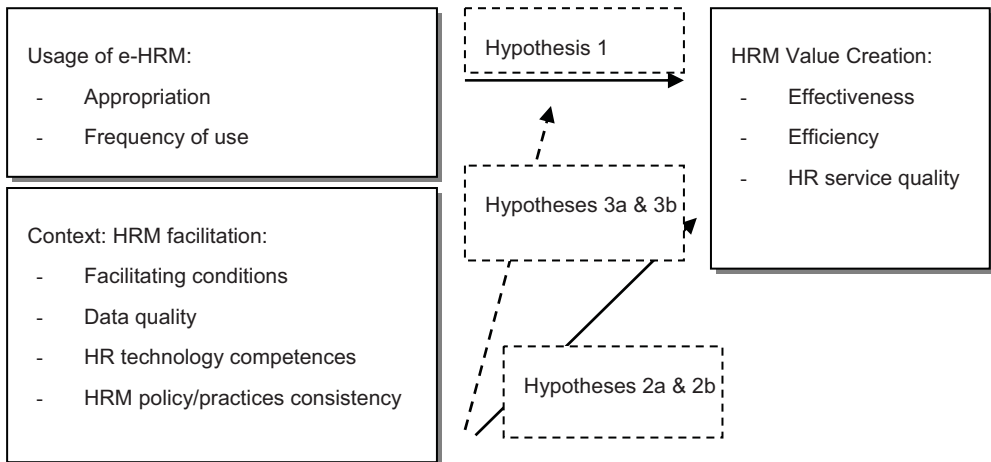 Usage of e-HRM:
- Appropriation
- Frequency of use
Context: HRM facilitation:
- Facilitating conditions
- Data quality
- HR technology competences
- HRM policy/practices consistency
Hypothesis 1
Hypotheses 3a & 3b
Hypotheses 2a & 2b
HRM Value Creation:
- Effectiveness
- Efficiency
- HR service quality